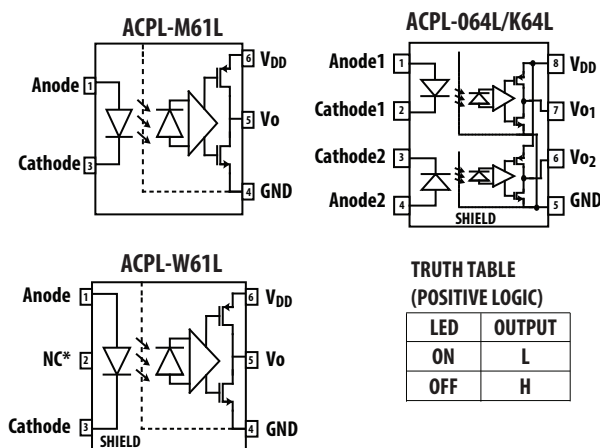 ACPL-M61L
Anode 1
Cathode 3
6 VDD
5 Vo
4 GND
ACPL-064L/K64L
Anode1 1
Cathode1 2
Cathode2 3
Anode2 4
8 VDD
7 Vo1
6 Vo2
5 GND
SHIELD
ACPL-W61L
Anode 1
NC* 2
Cathode 3
6 VDD
5 Vo
4 GND
SHIELD
TRUTH TABLE
(POSITIVE LOGIC)
LED OUTPUT
ON L
OFF H